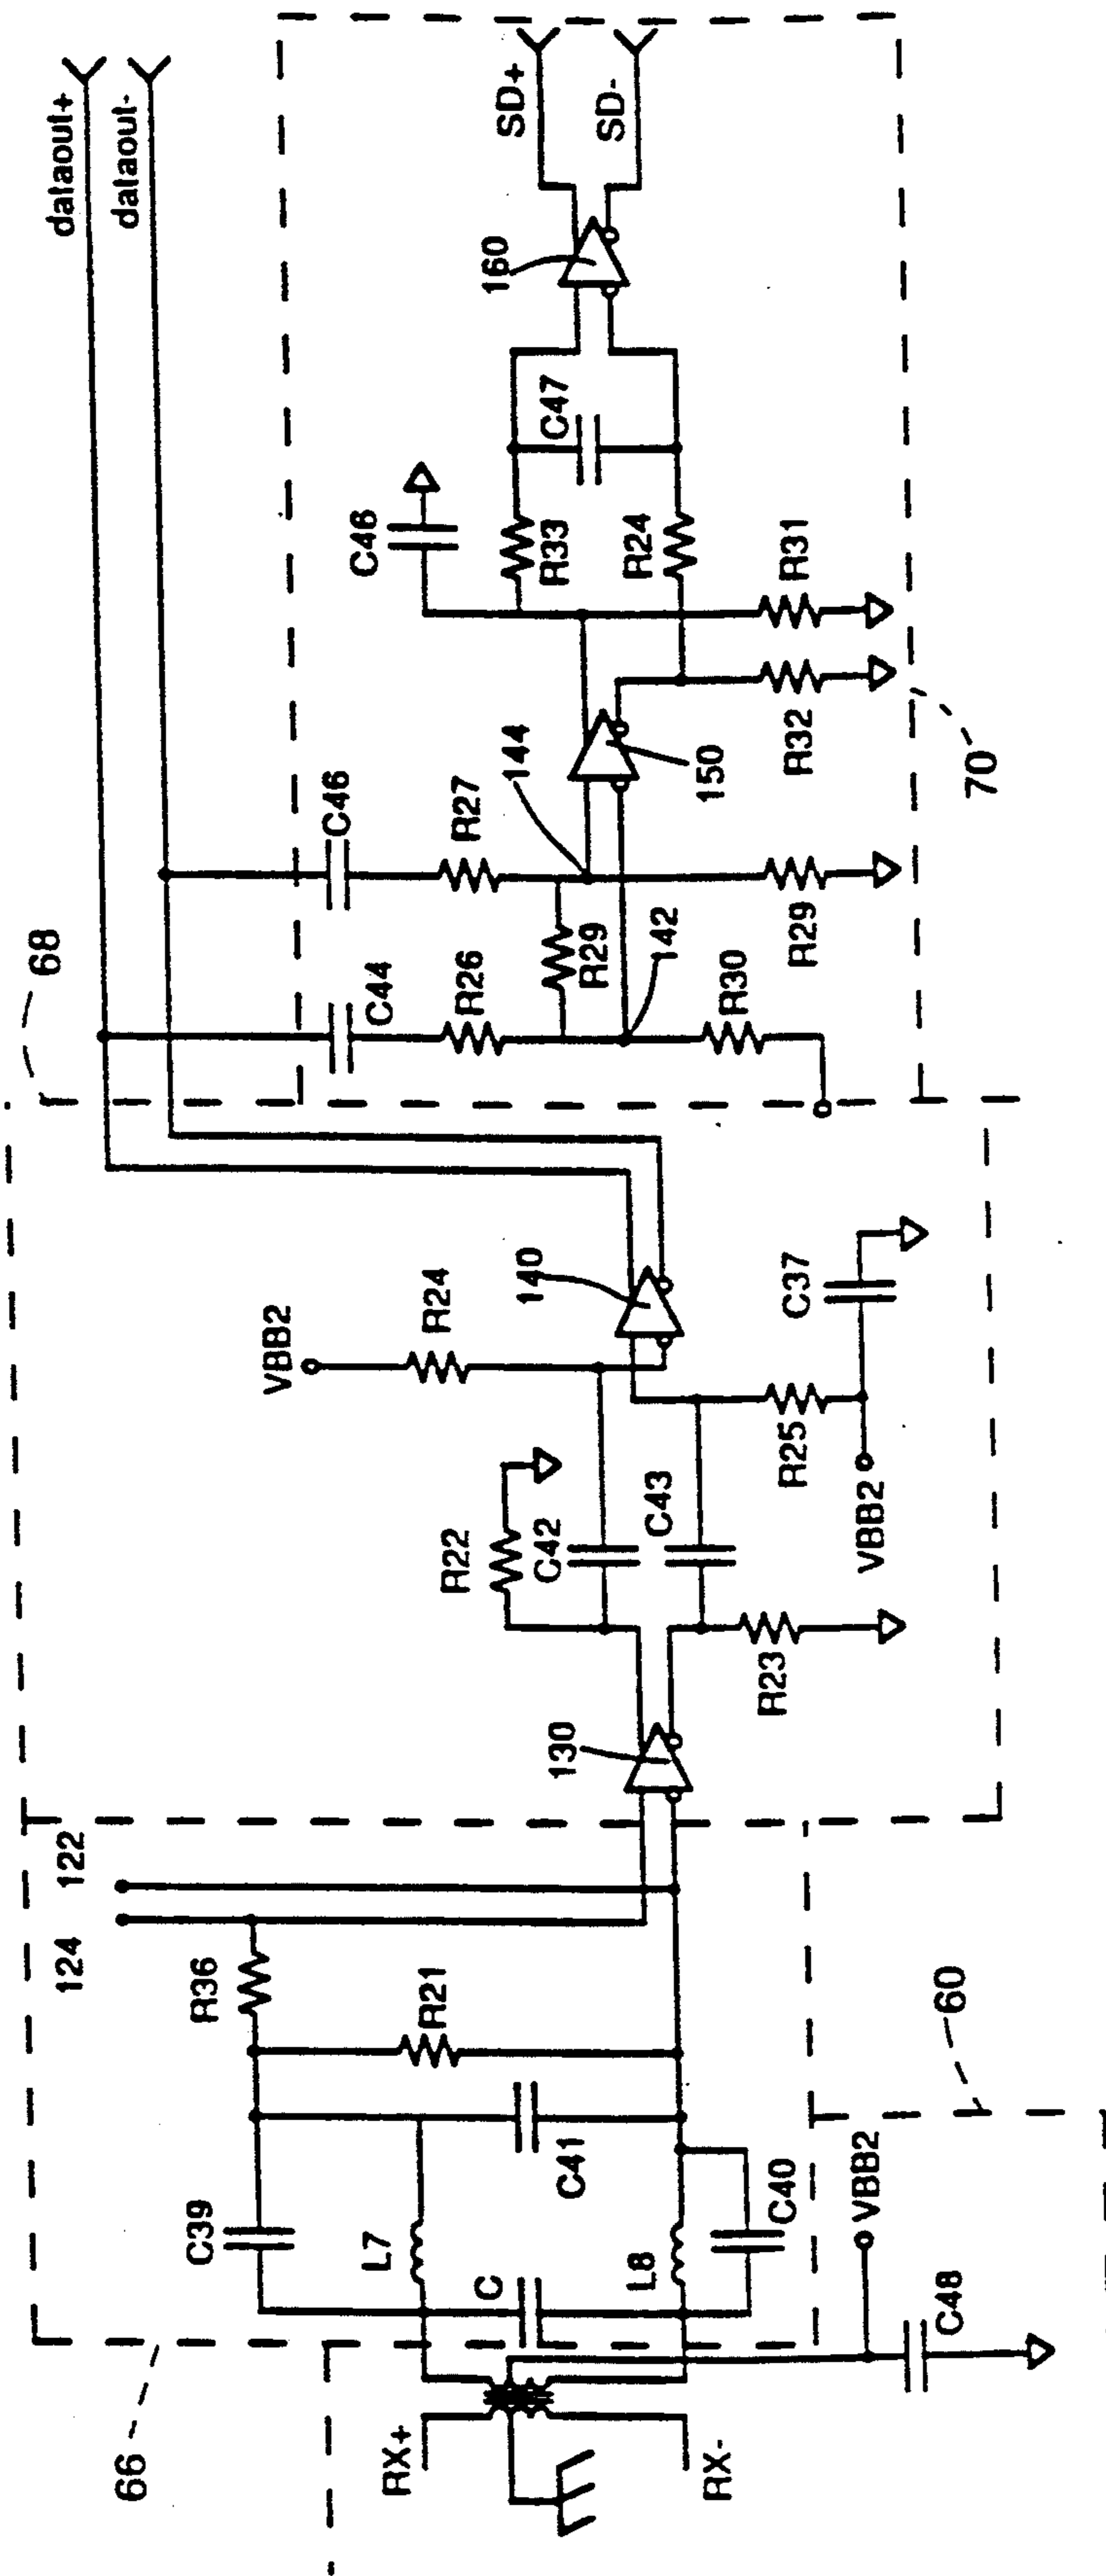 dataout+
dataout-
68
C44
C46
R26
R27
R29
144
142
R30
R29
150
R32
R31
C46
R33
R24
C47
160
SD+
SD-
70
VBB2
R24
140
R22
C42
C43
R25
VBB2
C37
R23
130
122
124
R36
R21
C39
L7
C
C41
L8
C40
66
60
RX+
RX-
VBB2
C48